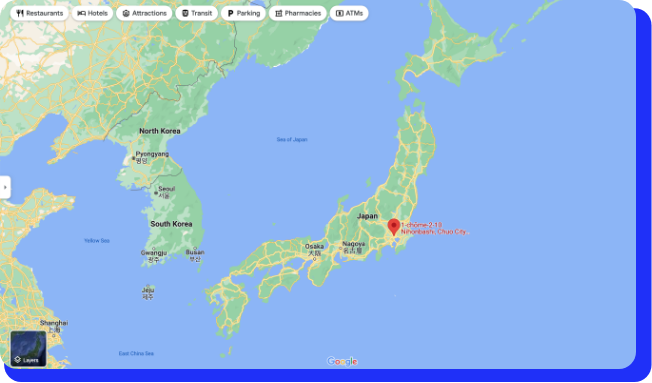 Restaurants
Hotels
Attractions
Transit
Parking
Pharmacies
ATMs
North Korea
Sea of Japan
Pyongyang
평양
Seoul
서울
South Korea
Japan
1-chome-2-10
Nihonbashi, Chuo City,
Yellow Sea
Gwangju
광주
Busan
부산
Osaka
大阪
Nagoya
名古屋
Jeju
제주
Shanghai
上海
East China Sea
Layers
Google